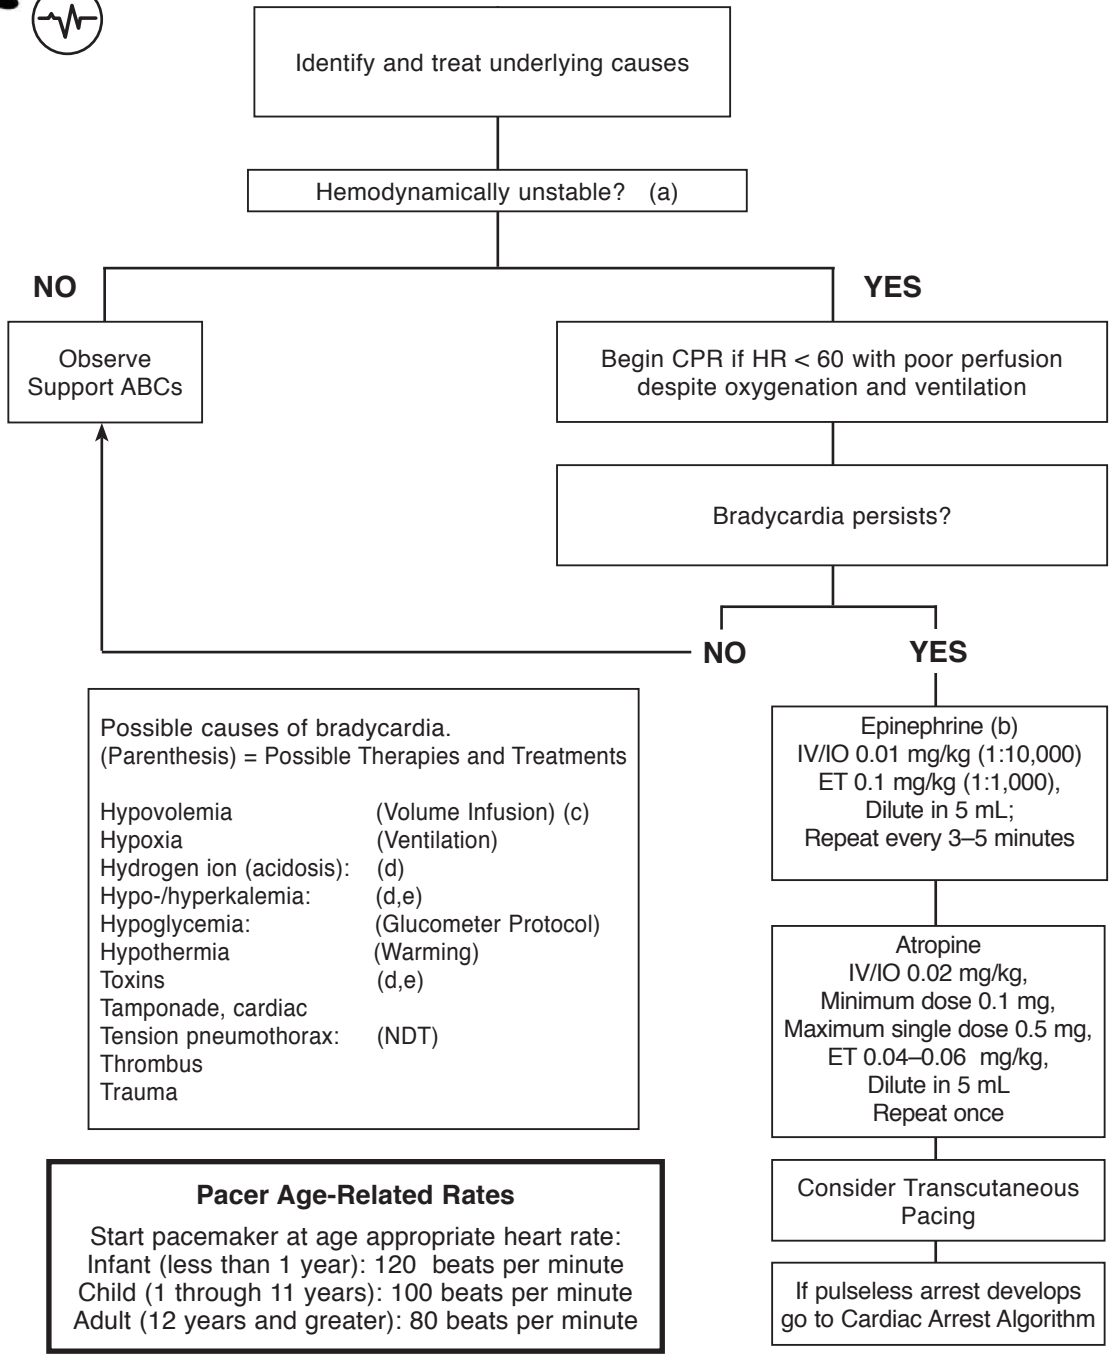 Identify and treat underlying causes
Hemodynamically unstable? (a)
NO
YES
Observe
Support ABCs
Begin CPR if HR < 60 with poor perfusion
despite oxygenation and ventilation
Bradycardia persists?
NO
YES
Possible causes of bradycardia.
(Parenthesis) = Possible Therapies and Treatments
Hypovolemia (Volume Infusion) (c)
Hypoxia (Ventilation)
Hydrogen ion (acidosis): (d)
Hypo-/hyperkalemia: (d,e)
Hypoglycemia: (Glucometer Protocol)
Hypothermia (Warming)
Toxins (d,e)
Tamponade, cardiac
Tension pneumothorax: (NDT)
Thrombus
Trauma
Epinephrine (b)
IV/IO 0.01 mg/kg (1:10,000)
ET 0.1 mg/kg (1:1,000),
Dilute in 5 mL;
Repeat every 3–5 minutes
Atropine
IV/IO 0.02 mg/kg,
Minimum dose 0.1 mg,
Maximum single dose 0.5 mg,
ET 0.04–0.06 mg/kg,
Dilute in 5 mL
Repeat once
Pacer Age-Related Rates
Start pacemaker at age appropriate heart rate:
Infant (less than 1 year): 120 beats per minute
Child (1 through 11 years): 100 beats per minute
Adult (12 years and greater): 80 beats per minute
Consider Transcutaneous
Pacing
If pulseless arrest develops
go to Cardiac Arrest Algorithm